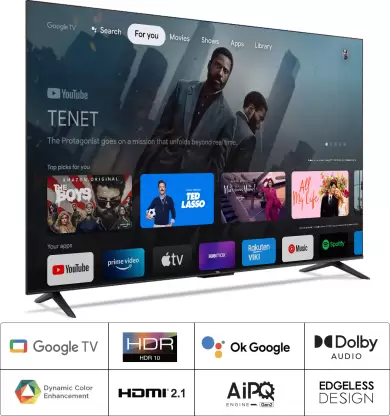 Google TV
Search
For you
Movies
Shows
Apps
Library
YouTube
TENET
The Protagonist goes on a mission that unfolds beyond real time.
Top picks for you
AMAZON ORIGINAL
THE BOYS
TED LASSO
All My Life
Your apps
YouTube
prime video
tv
HBOMAX
Rakuten VIKI
Music
Spotify
Google TV
HDR
HDR 10
Ok Google
Dolby AUDIO
Dynamic Color Enhancement
HDMI 2.1
AiPQ
ENGINE Gen2
EDGELESS DESIGN